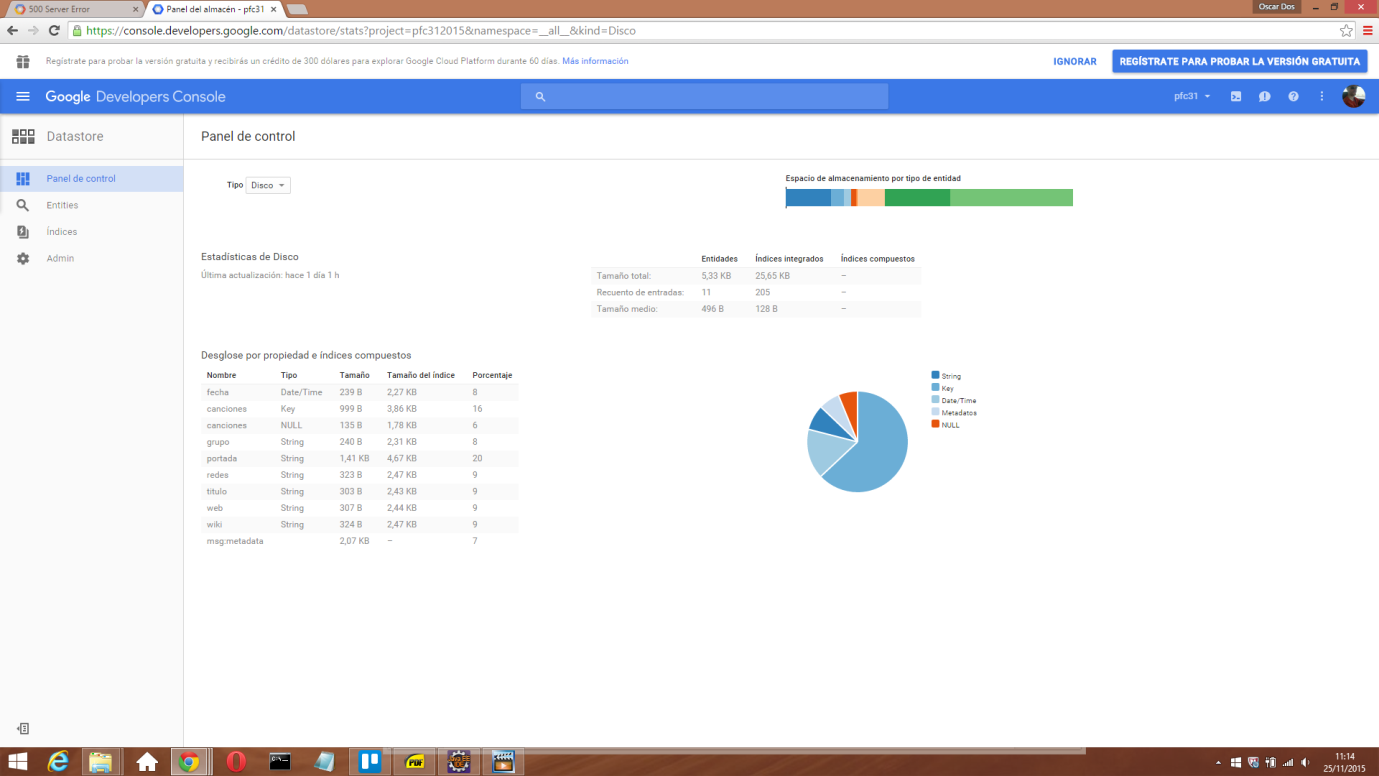 500 Server Error
Panel del almacén - pfc31
Oscar Dos
https://console.developers.google.com/datastore/stats?project=pfc312015&namespace=__all__&kind=Disco
Regístrate para probar la versión gratuita y recibirás un crédito de 300 dólares para explorar Google Cloud Platform durante 60 días. Más información
IGNORAR
REGÍSTRATE PARA PROBAR LA VERSIÓN GRATUITA
Google Developers Console
pfc31
Datastore
Panel de control
Panel de control
Entities
Índices
Admin
Tipo Disco
Espacio de almacenamiento por tipo de entidad
Estadísticas de Disco
Última actualización: hace 1 día 1 h
Entidades Índices integrados Índices compuestos
Tamaño total: 5,33 KB 25,65 KB –
Recuento de entradas: 11 205 –
Tamaño medio: 496 B 128 B –
Desglose por propiedad e índices compuestos
Nombre Tipo Tamaño Tamaño del índice Porcentaje
fecha Date/Time 239 B 2,27 KB 8
canciones Key 999 B 3,86 KB 16
canciones NULL 135 B 1,78 KB 6
grupo String 240 B 2,31 KB 8
portada String 1,41 KB 4,67 KB 20
redes String 323 B 2,47 KB 9
titulo String 303 B 2,43 KB 9
web String 307 B 2,44 KB 9
wiki String 324 B 2,47 KB 9
msg:metadata 2,07 KB – 7
String
Key
Date/Time
Metadatos
NULL
PDF
11:14
25/11/2015